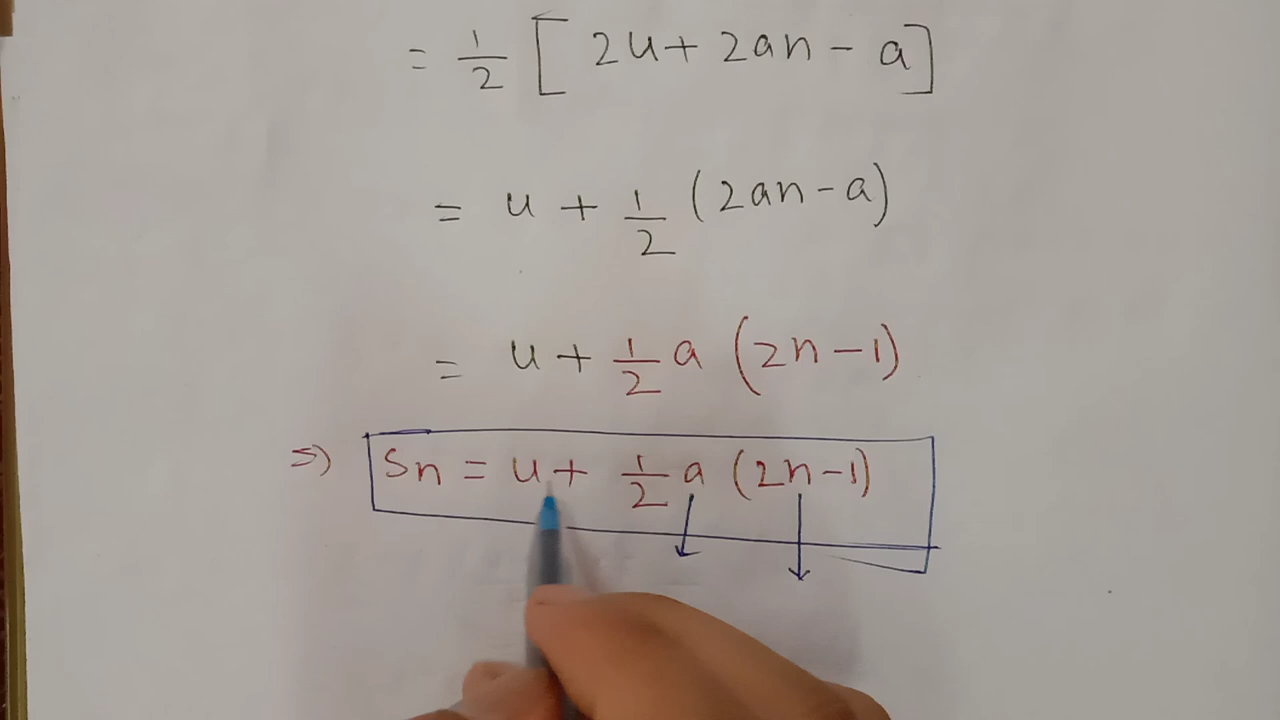 = 1/2 [2u + 2an - a]
= u + 1/2 (2an - a)
= u + 1/2 a (2n - 1)
⇒) Sn = u + 1/2 a (2n - 1)